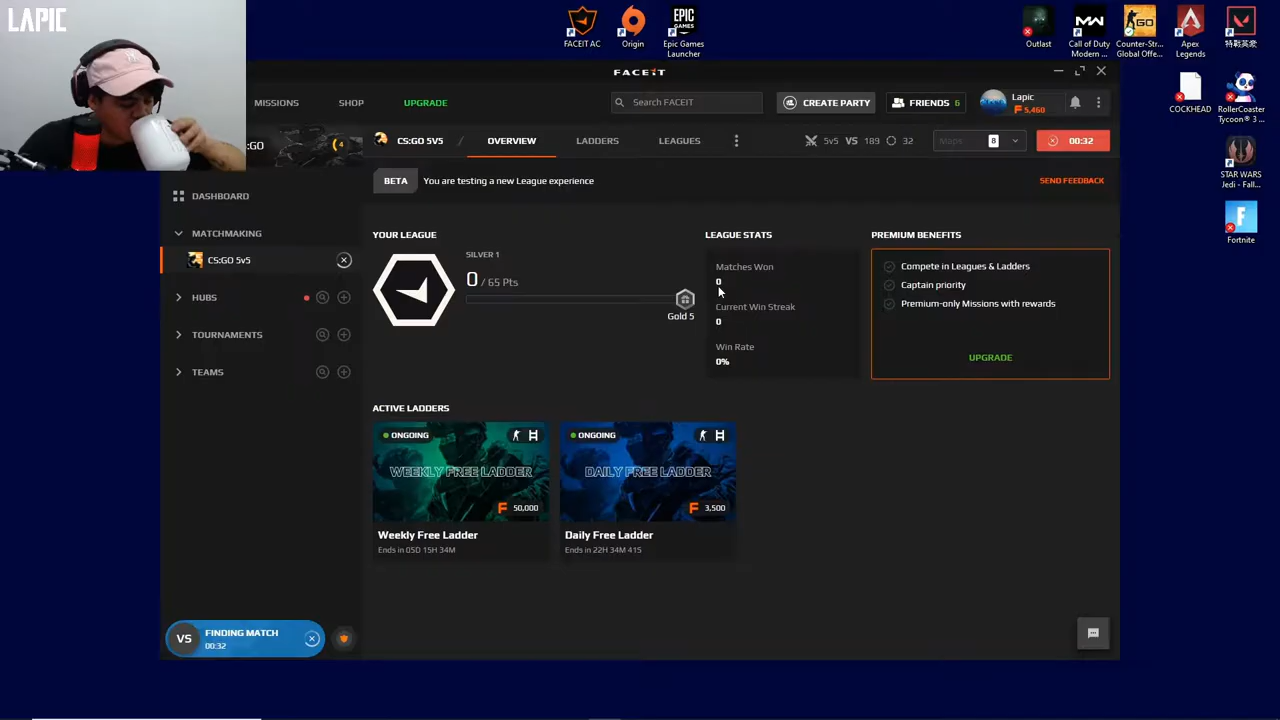 LAPIC
FACEIT AC
Origin
Epic Games
Launcher
EPIC
GAMES
Outlast
Call of Duty
Modern ...
Counter-Str...
Global Offe...
Apex
Legends
特戰英豪
COCKHEAD
RollerCoaster
Tycoon® 3 ...
STAR WARS
Jedi - Fall...
Fortnite
FACEIT
MISSIONS
SHOP
UPGRADE
Search FACEIT
CREATE PARTY
FRIENDS 6
Lapic
5,460
GO
4
CS:GO 5V5
/
OVERVIEW
LADDERS
LEAGUES
5v5 VS 189 32
Maps 8
00:32
BETA
You are testing a new League experience
SEND FEEDBACK
DASHBOARD
MATCHMAKING
CS:GO 5v5
HUBS
TOURNAMENTS
TEAMS
YOUR LEAGUE
SILVER 1
0 / 65 Pts
Gold 5
LEAGUE STATS
Matches Won
0
Current Win Streak
0
Win Rate
0%
PREMIUM BENEFITS
Compete in Leagues & Ladders
Captain priority
Premium-only Missions with rewards
UPGRADE
ACTIVE LADDERS
ONGOING
WEEKLY FREE LADDER
50,000
Weekly Free Ladder
Ends in 05D 15H 34M
ONGOING
DAILY FREE LADDER
3,500
Daily Free Ladder
Ends in 22H 34M 41S
VS
FINDING MATCH
00:32